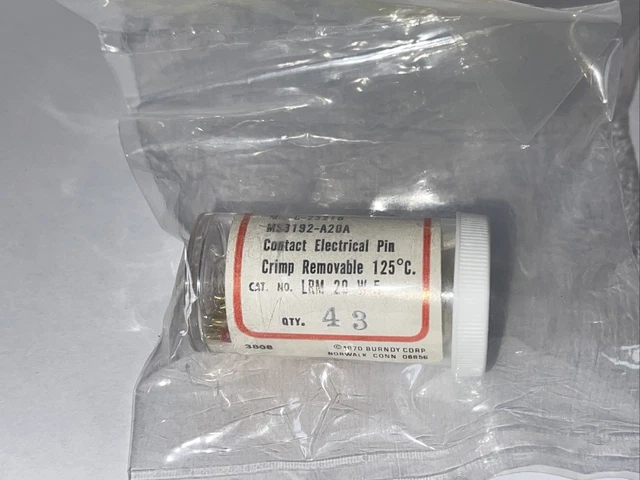 MS3192-A20A
Contact Electrical Pin
Crimp Removable 125°C.
CAT. NO. LRM 20 W
QTY. 43
3808
©1970 BURNDY CORP
NORWALK CONN 06856